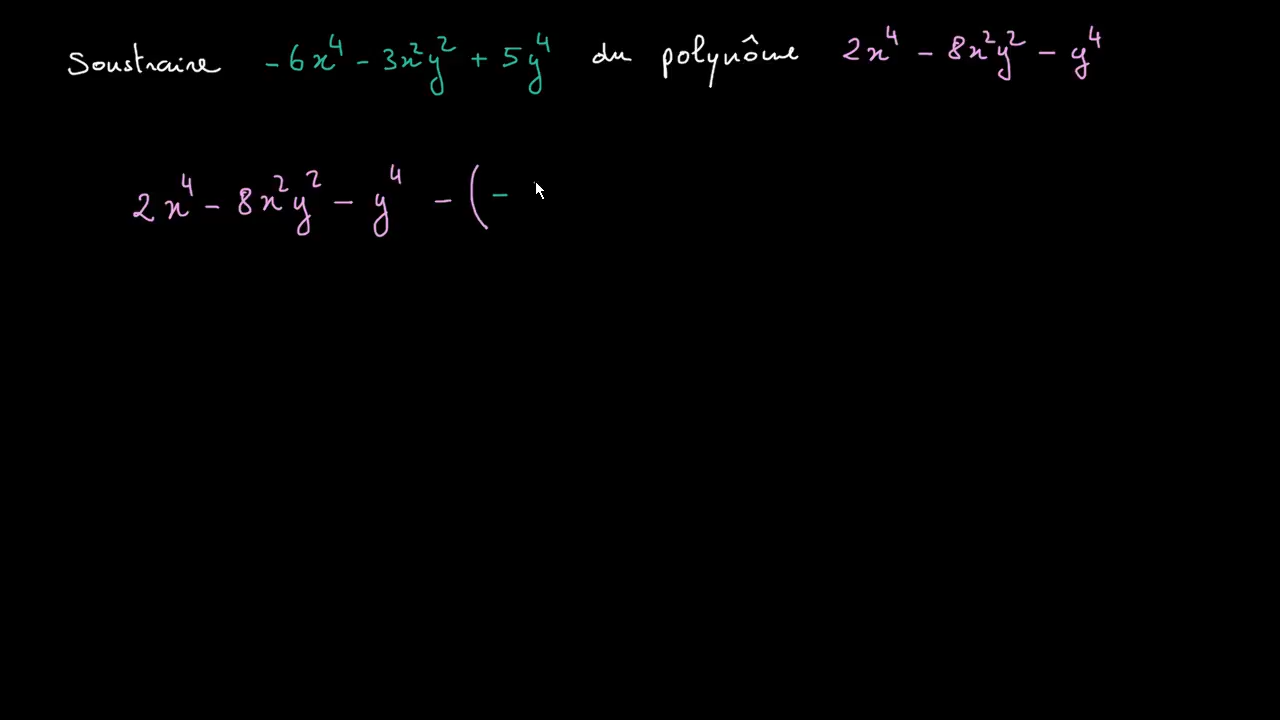 Soustraire -6x⁴ - 3x²y² + 5y⁴ du polynôme 2x⁴ - 8x²y² - y⁴
2x⁴ - 8x²y² - y⁴ - ( -